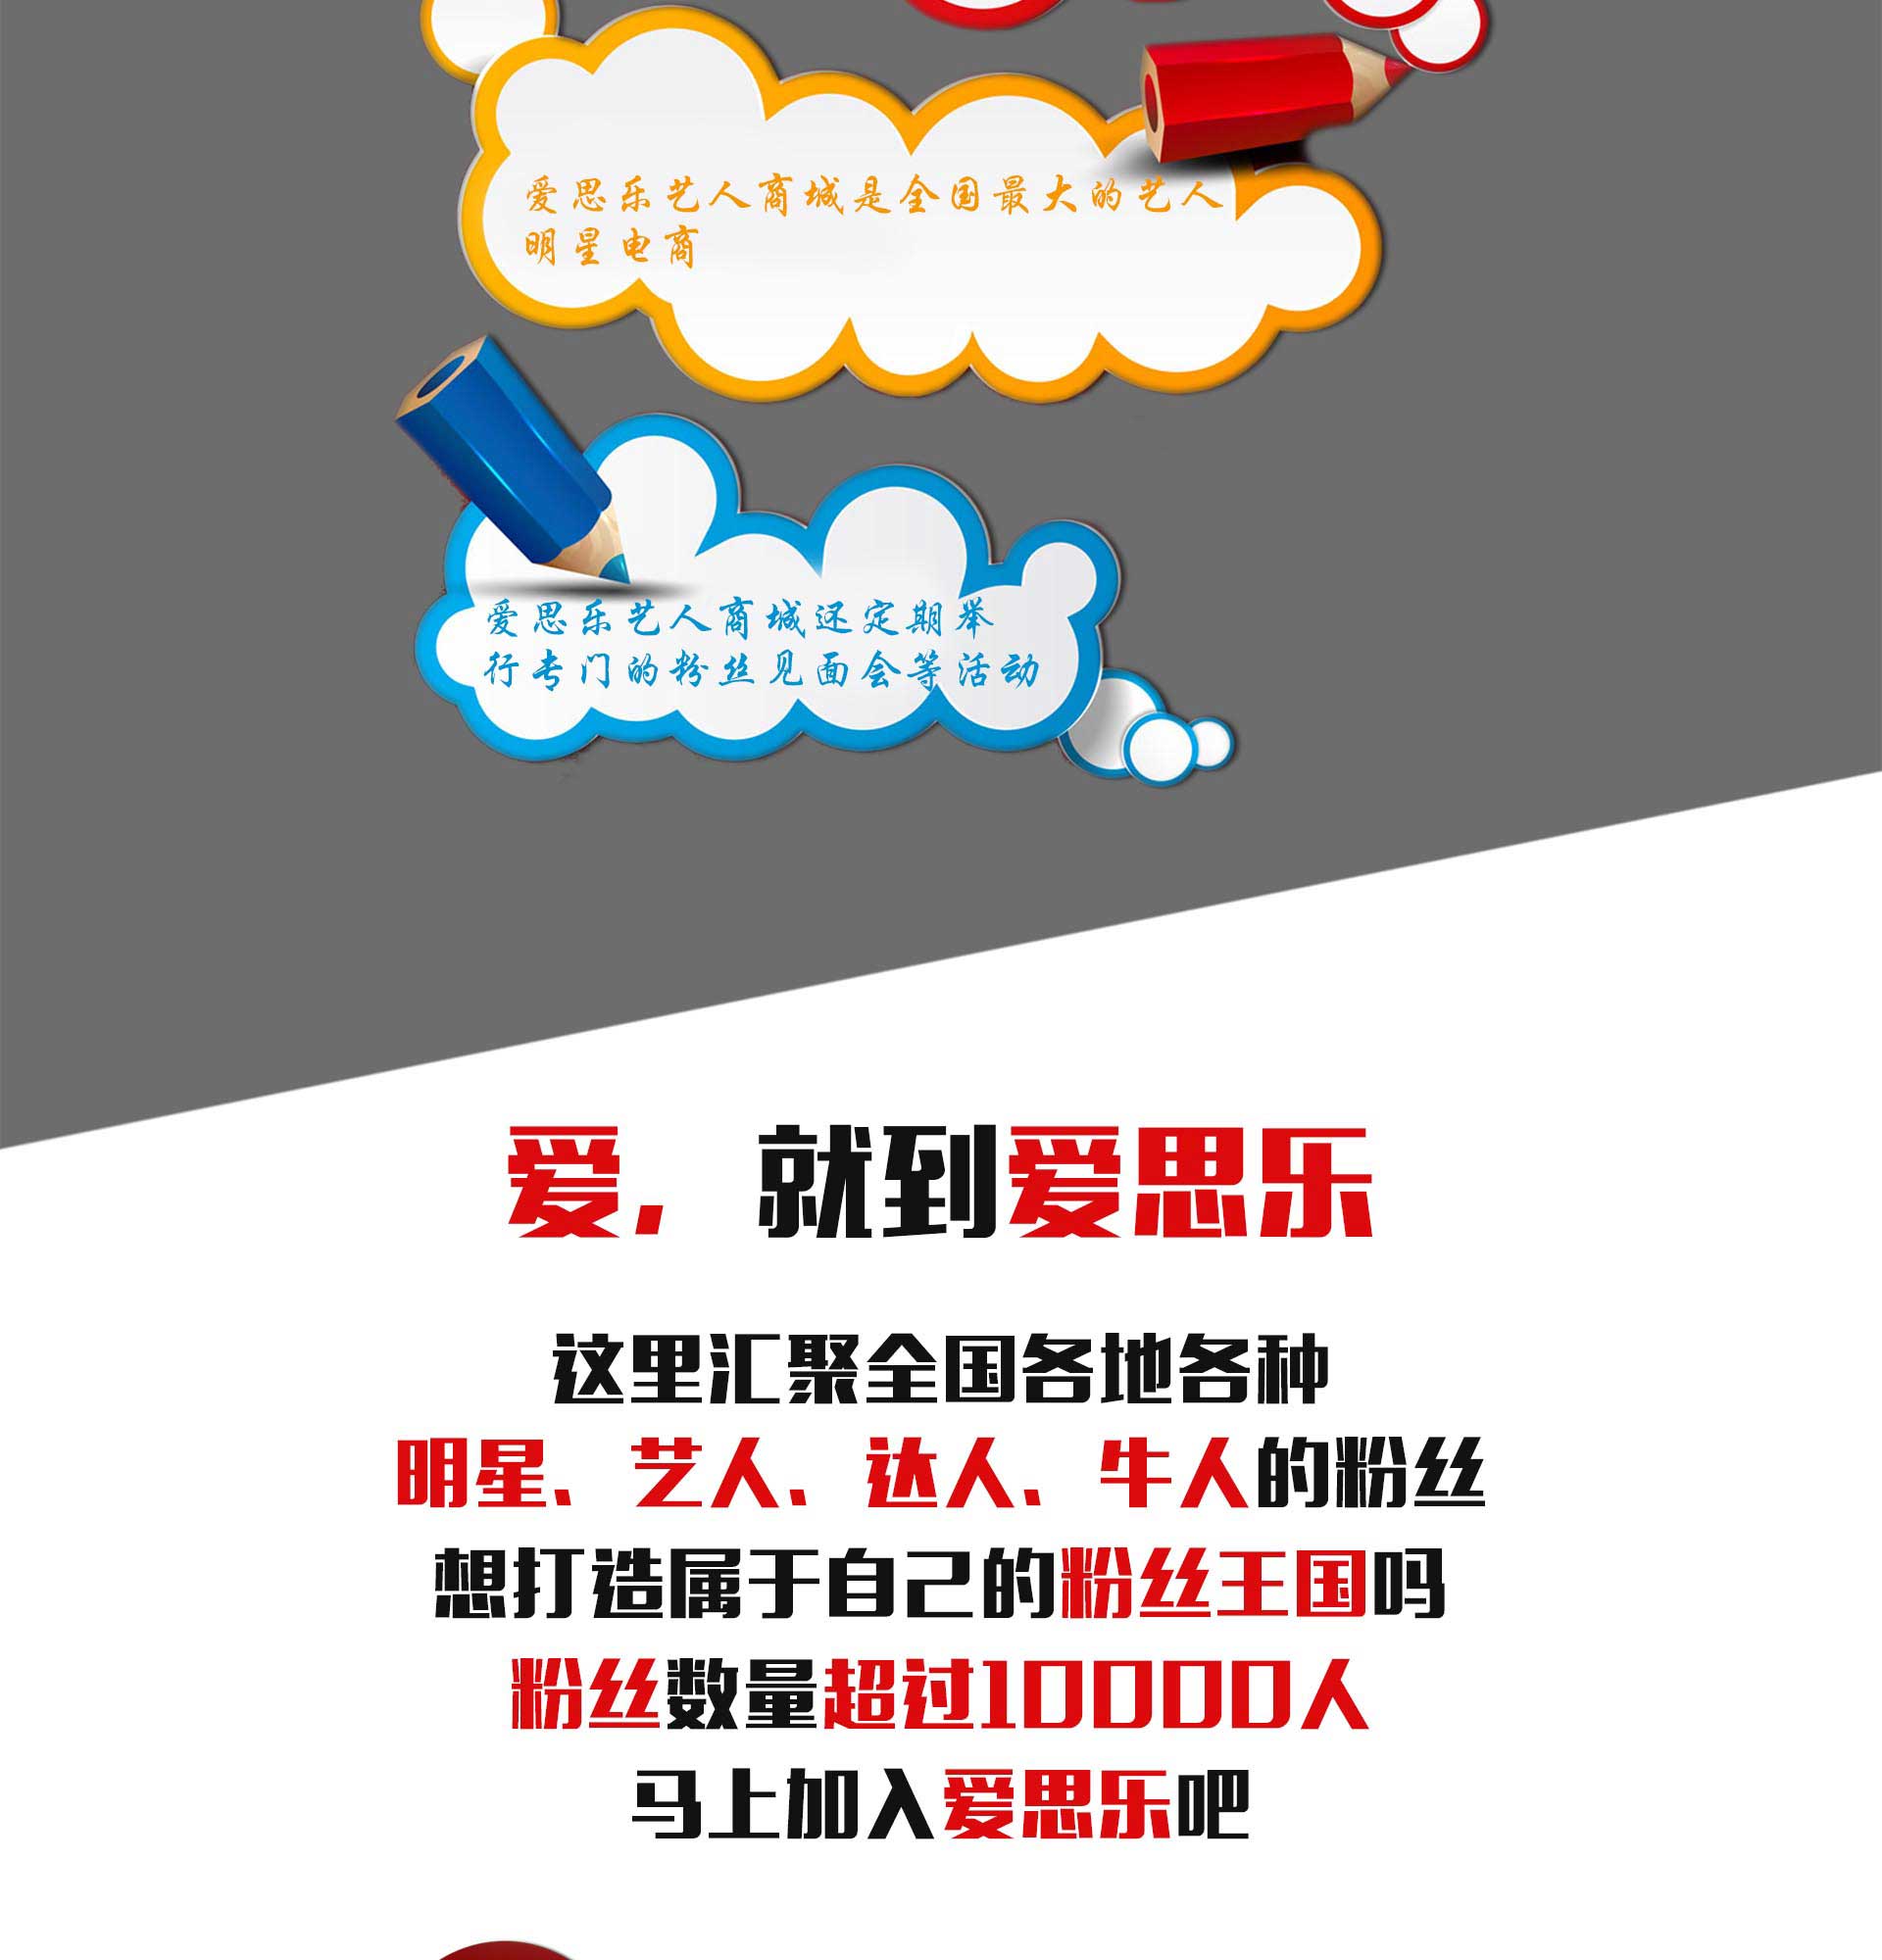 爱思乐艺人商城是全国最大的艺人
明星电商
爱思乐艺人商城还定期举
行专门的粉丝见面会等活动
爱，就到爱思乐
这里汇聚全国各地各种
明星、艺人、达人、牛人的粉丝
想打造属于自己的粉丝王国吗
粉丝数量超过10000人
马上加入爱思乐吧